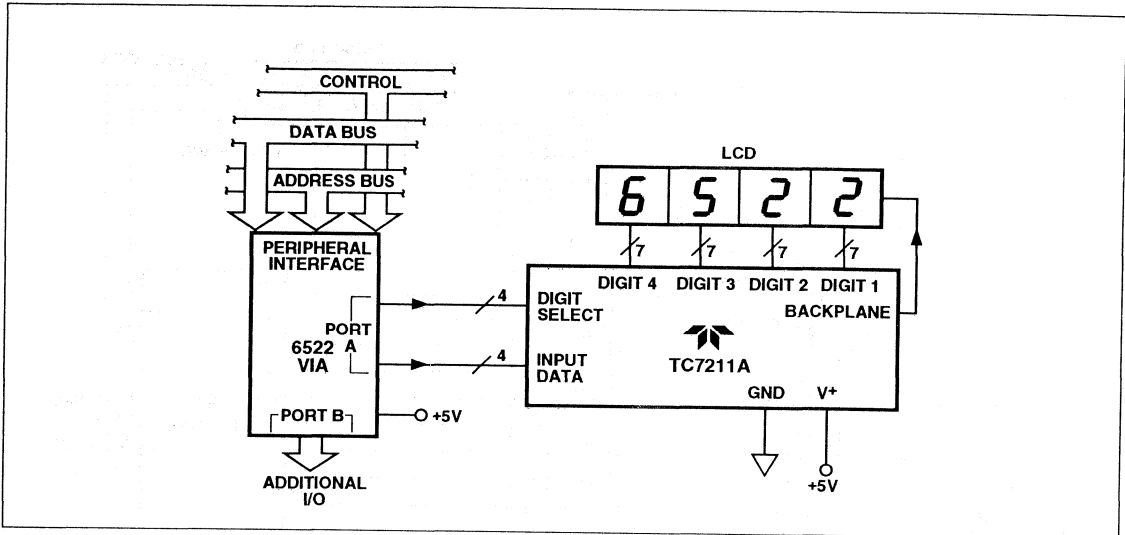 CONTROL
DATA BUS
ADDRESS BUS
LCD
6 5 2 2
7 7 7 7
PERIPHERAL
INTERFACE
DIGIT 4 DIGIT 3 DIGIT 2 DIGIT 1
BACKPLANE
4
DIGIT
SELECT
PORT
A
6522
VIA
4
INPUT
DATA
TC7211A
GND V+
PORT B
+5V
+5V
ADDITIONAL
I/O